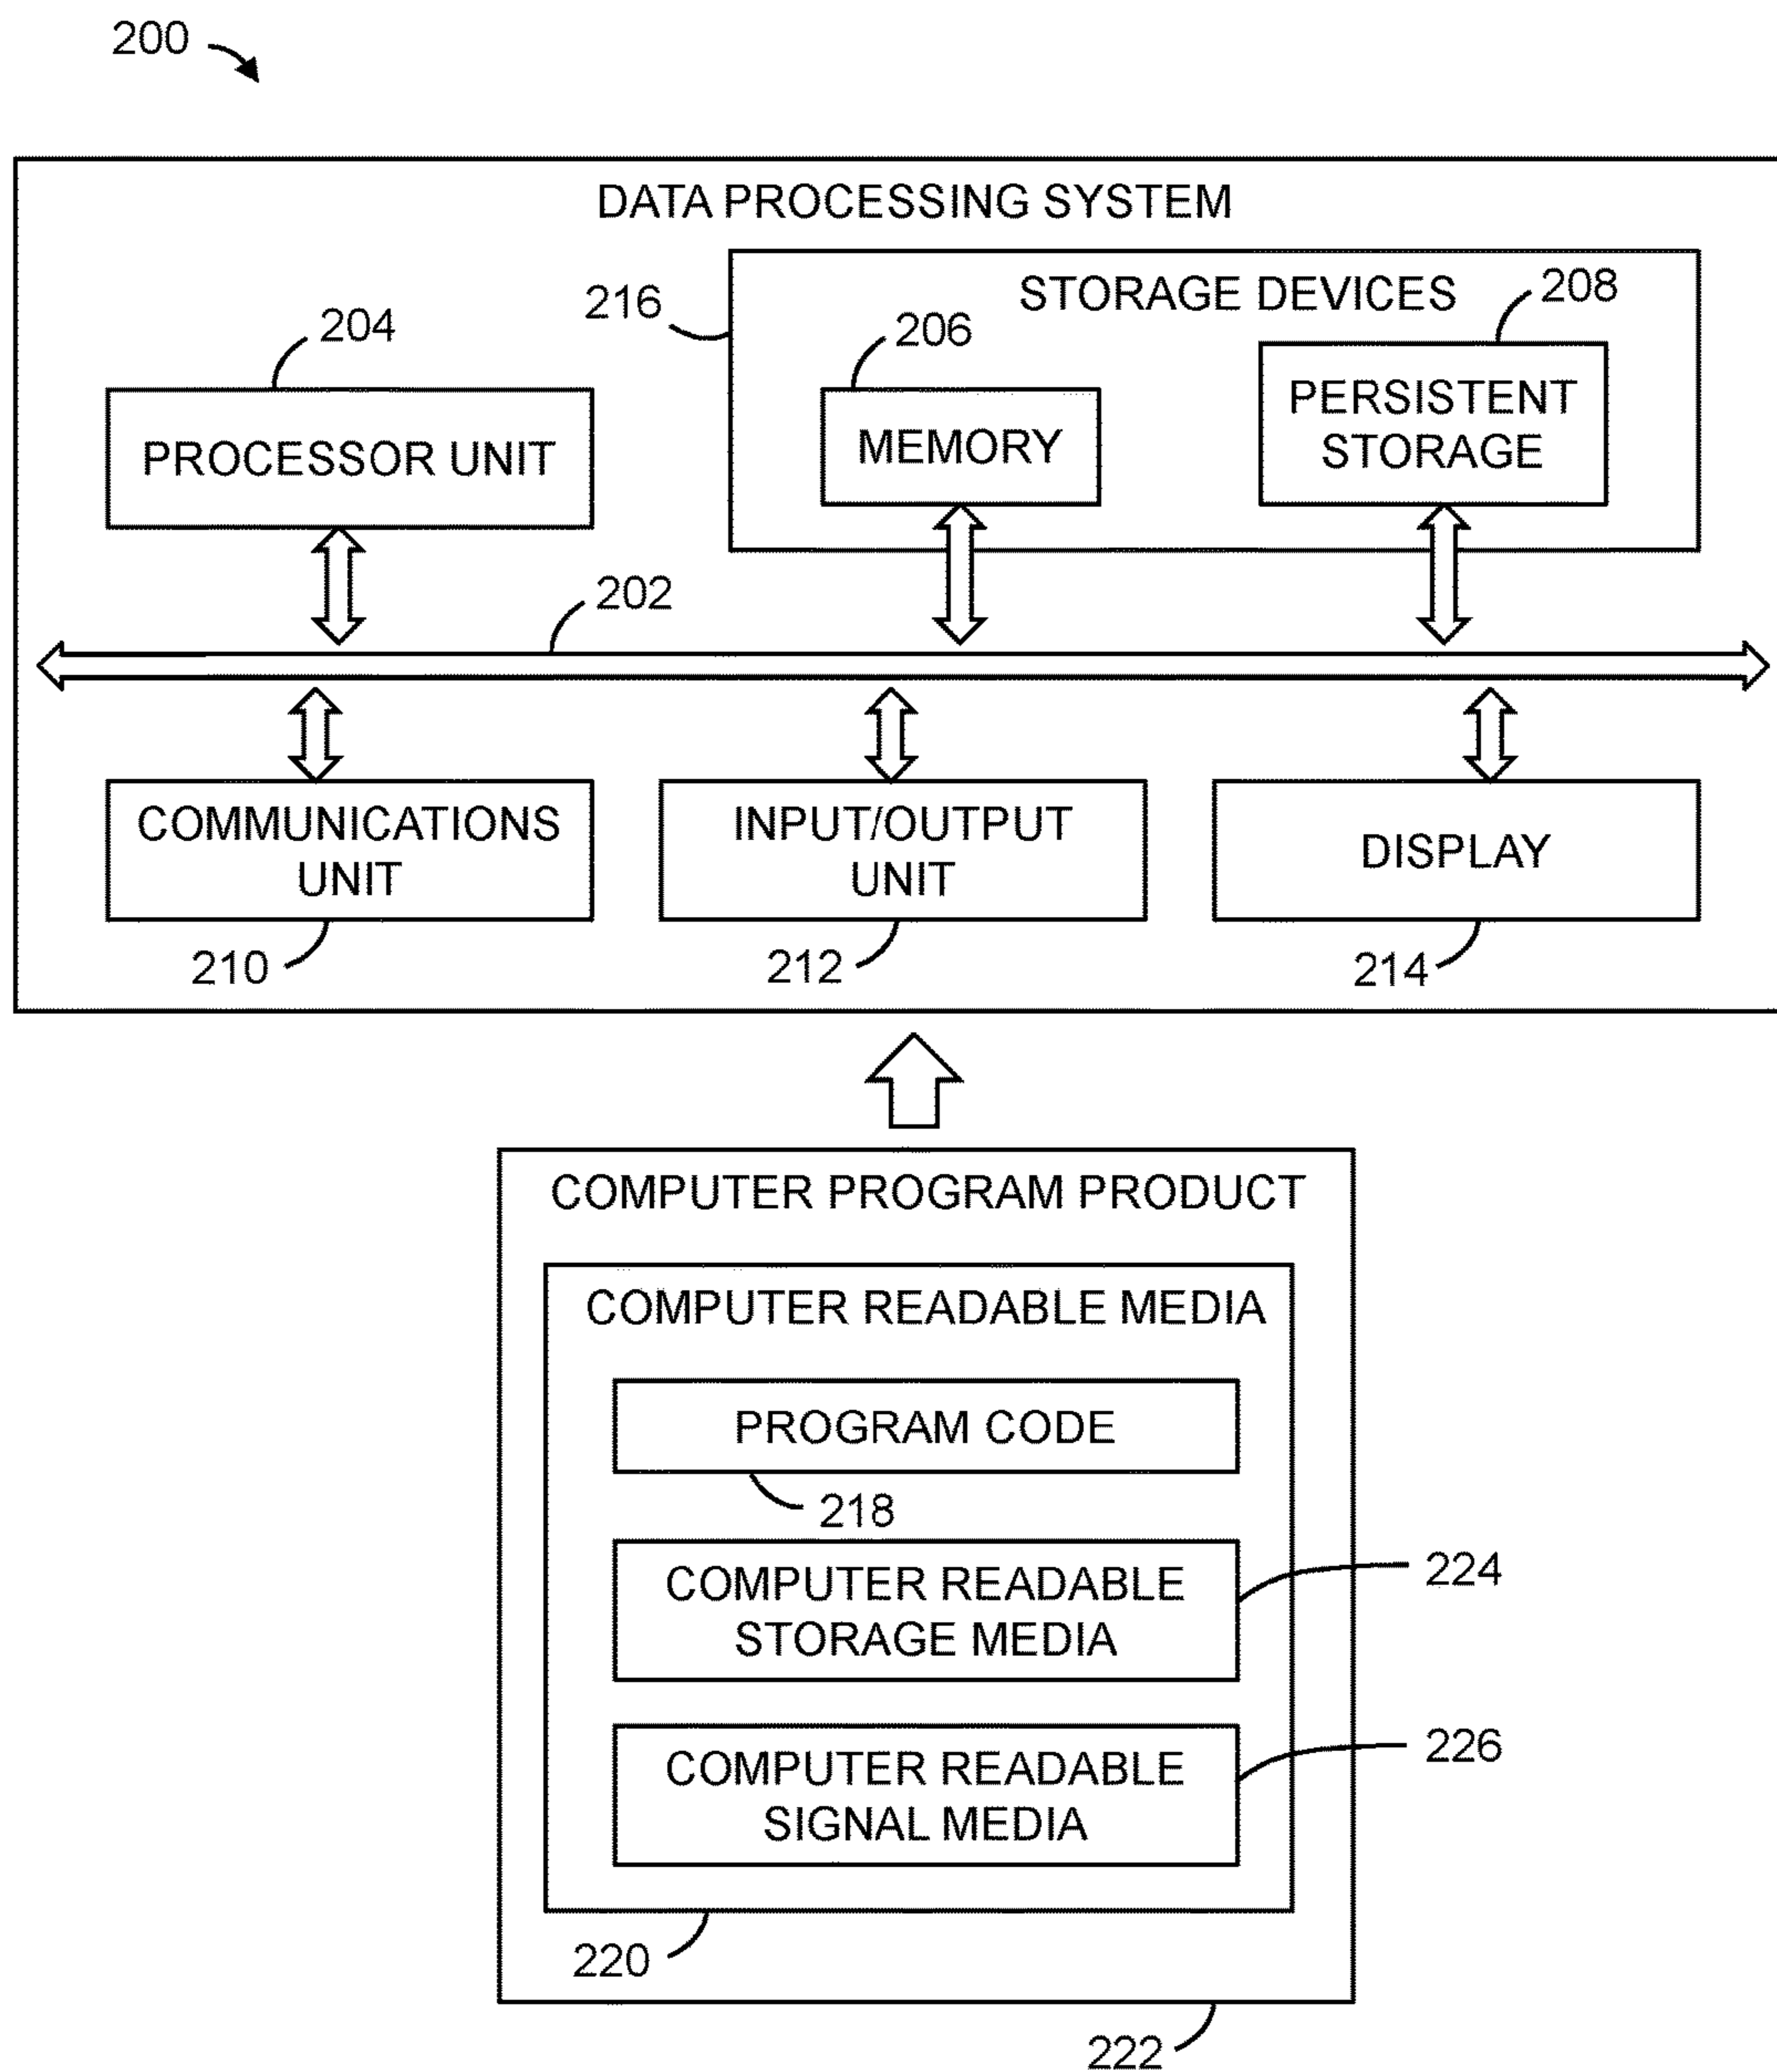 200
DATA PROCESSING SYSTEM
STORAGE DEVICES
208
216
204
206
PERSISTENT
STORAGE
MEMORY
PROCESSOR UNIT
202
COMMUNICATIONS
UNIT
INPUT/OUTPUT
UNIT
DISPLAY
210
212
214
COMPUTER PROGRAM PRODUCT
COMPUTER READABLE MEDIA
PROGRAM CODE
218
COMPUTER READABLE
STORAGE MEDIA
224
COMPUTER READABLE
SIGNAL MEDIA
226
220
222